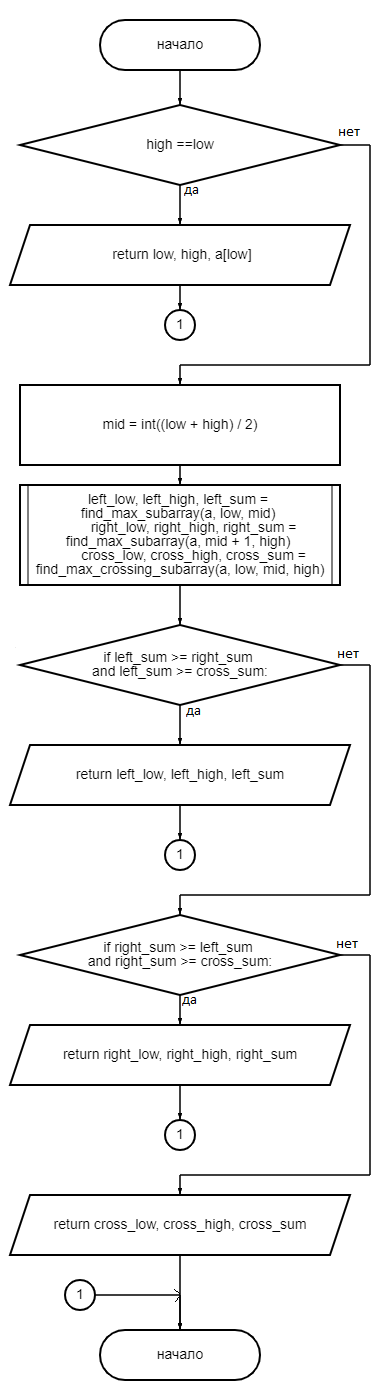 начало
high ==low
нет
да
return low, high, a[low]
1
mid = int((low + high) / 2)
left_low, left_high, left_sum =
find_max_subarray(a, low, mid)
right_low, right_high, right_sum =
find_max_subarray(a, mid + 1, high)
cross_low, cross_high, cross_sum =
find_max_crossing_subarray(a, low, mid, high)
if left_sum >= right_sum
and left_sum >= cross_sum:
нет
да
return left_low, left_high, left_sum
1
if right_sum >= left_sum
and right_sum >= cross_sum:
нет
да
return right_low, right_high, right_sum
1
return cross_low, cross_high, cross_sum
1
начало